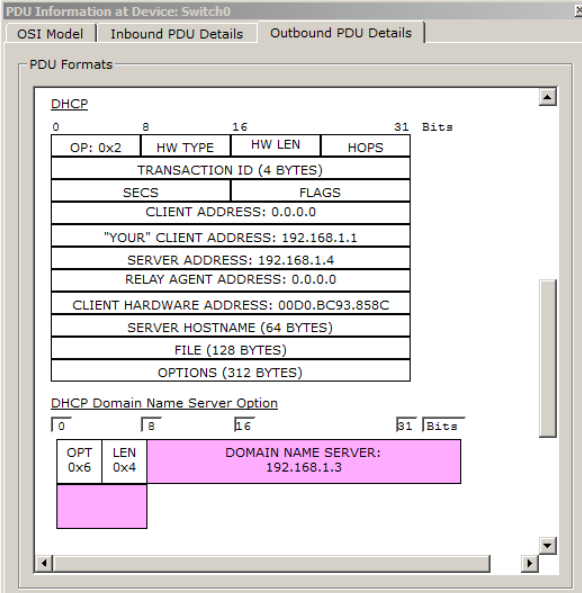 PDU Information at Device: Switch0
OSI Model Inbound PDU Details Outbound PDU Details
PDU Formats
DHCP
0 8 16 31 Bits
OP: 0x2 HW TYPE HW LEN HOPS
TRANSACTION ID (4 BYTES)
SECS FLAGS
CLIENT ADDRESS: 0.0.0.0
"YOUR" CLIENT ADDRESS: 192.168.1.1
SERVER ADDRESS: 192.168.1.4
RELAY AGENT ADDRESS: 0.0.0.0
CLIENT HARDWARE ADDRESS: 00D0.BC93.858C
SERVER HOSTNAME (64 BYTES)
FILE (128 BYTES)
OPTIONS (312 BYTES)
DHCP Domain Name Server Option
0 8 16 31 Bits
OPT LEN DOMAIN NAME SERVER:
0x6 0x4 192.168.1.3